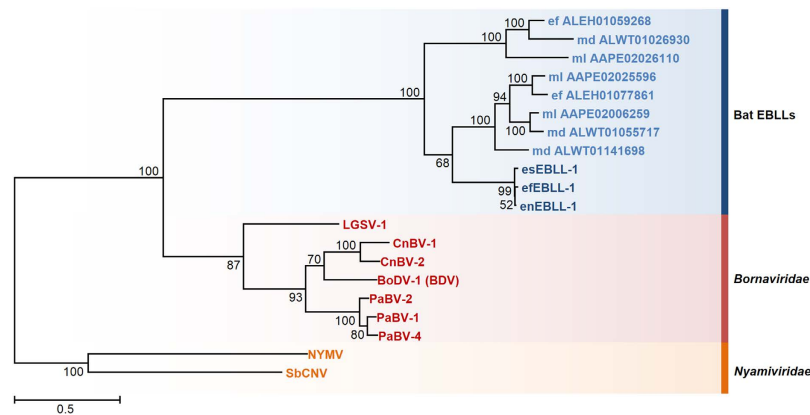 ef ALEH01059268
100
md ALWT01026930
100
ml AAPE02026110
100
ml AAPE02025596
100
ef ALEH01077861
94
ml AAPE02006259
100
100
md ALWT01055717
md ALWT01141698
68
esEBLL-1
efEBLL-1
99
enEBLL-1
52
Bat EBLLs
100
LGSV-1
CnBV-1
100
CnBV-2
70
87
BoDV-1 (BDV)
93
PaBV-2
PaBV-1
100
PaBV-4
80
Bornaviridae
NYMV
100
SbCNV
Nyamiviridae
0.5